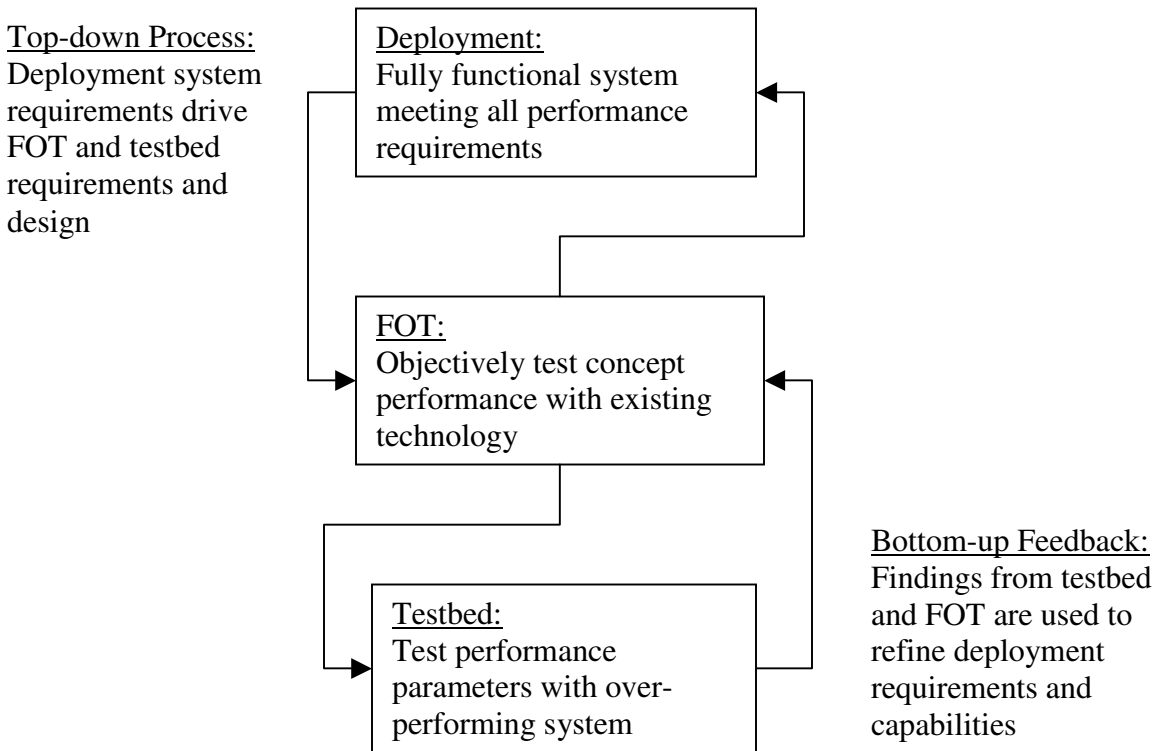 Top-down Process:
Deployment system
requirements drive
FOT and testbed
requirements and
design
Deployment:
Fully functional system
meeting all performance
requirements
FOT:
Objectively test concept
performance with existing
technology
Testbed:
Test performance
parameters with over-
performing system
Bottom-up Feedback:
Findings from testbed
and FOT are used to
refine deployment
requirements and
capabilities